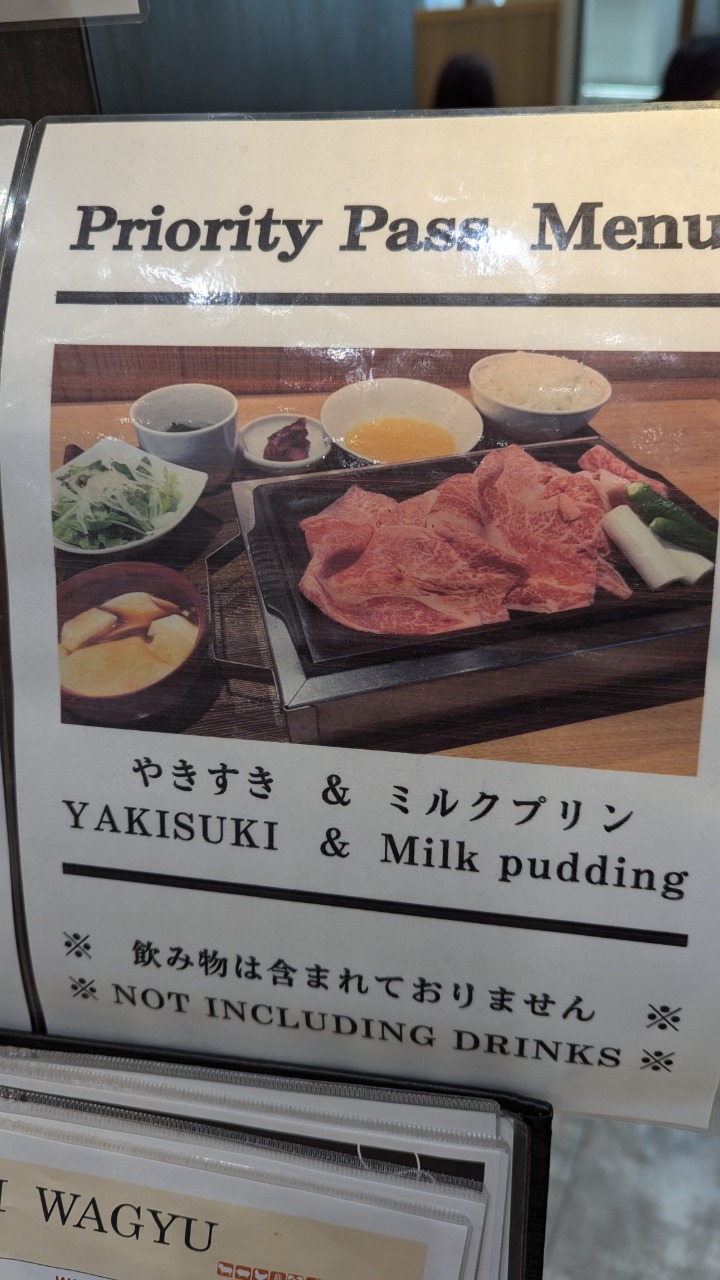 Priority Pass Menu
やきすき & ミルクプリン
YAKISUKI & Milk pudding
※ 飲み物は含まれておりません ※
※ NOT INCLUDING DRINKS ※
WAGYU